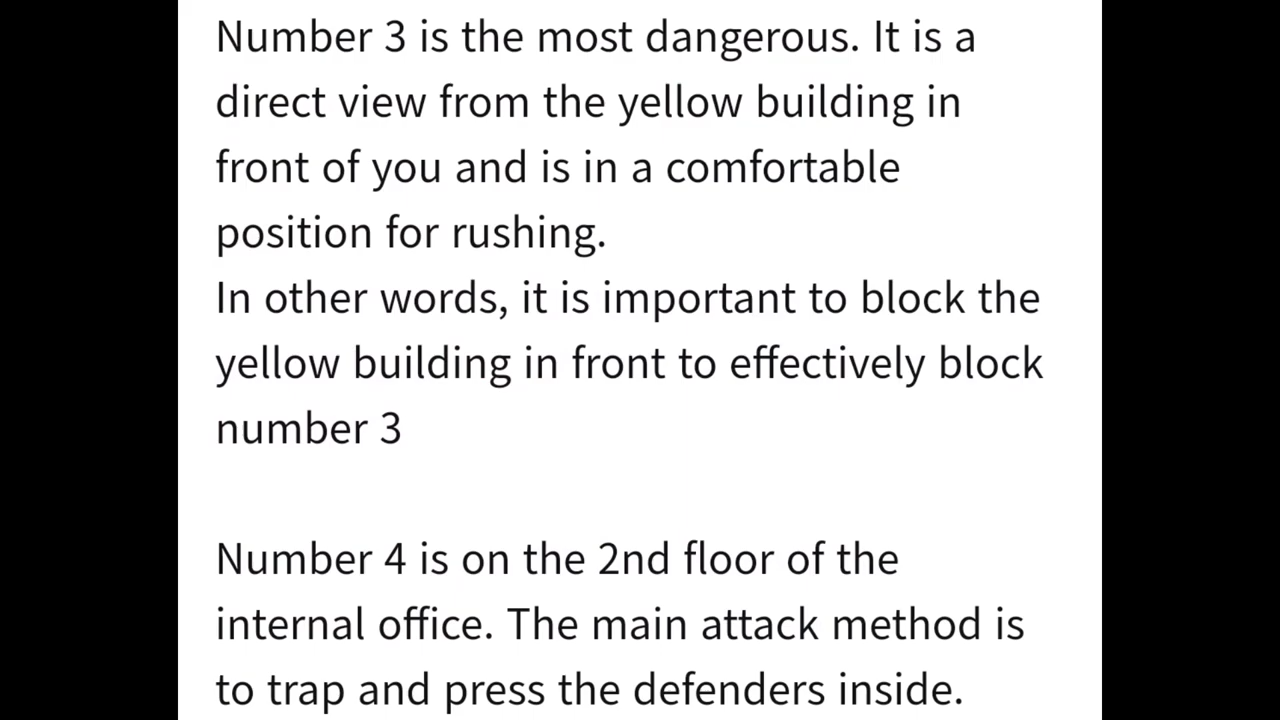 Number 3 is the most dangerous. It is a
direct view from the yellow building in
front of you and is in a comfortable
position for rushing.
In other words, it is important to block the
yellow building in front to effectively block
number 3
Number 4 is on the 2nd floor of the
internal office. The main attack method is
to trap and press the defenders inside.